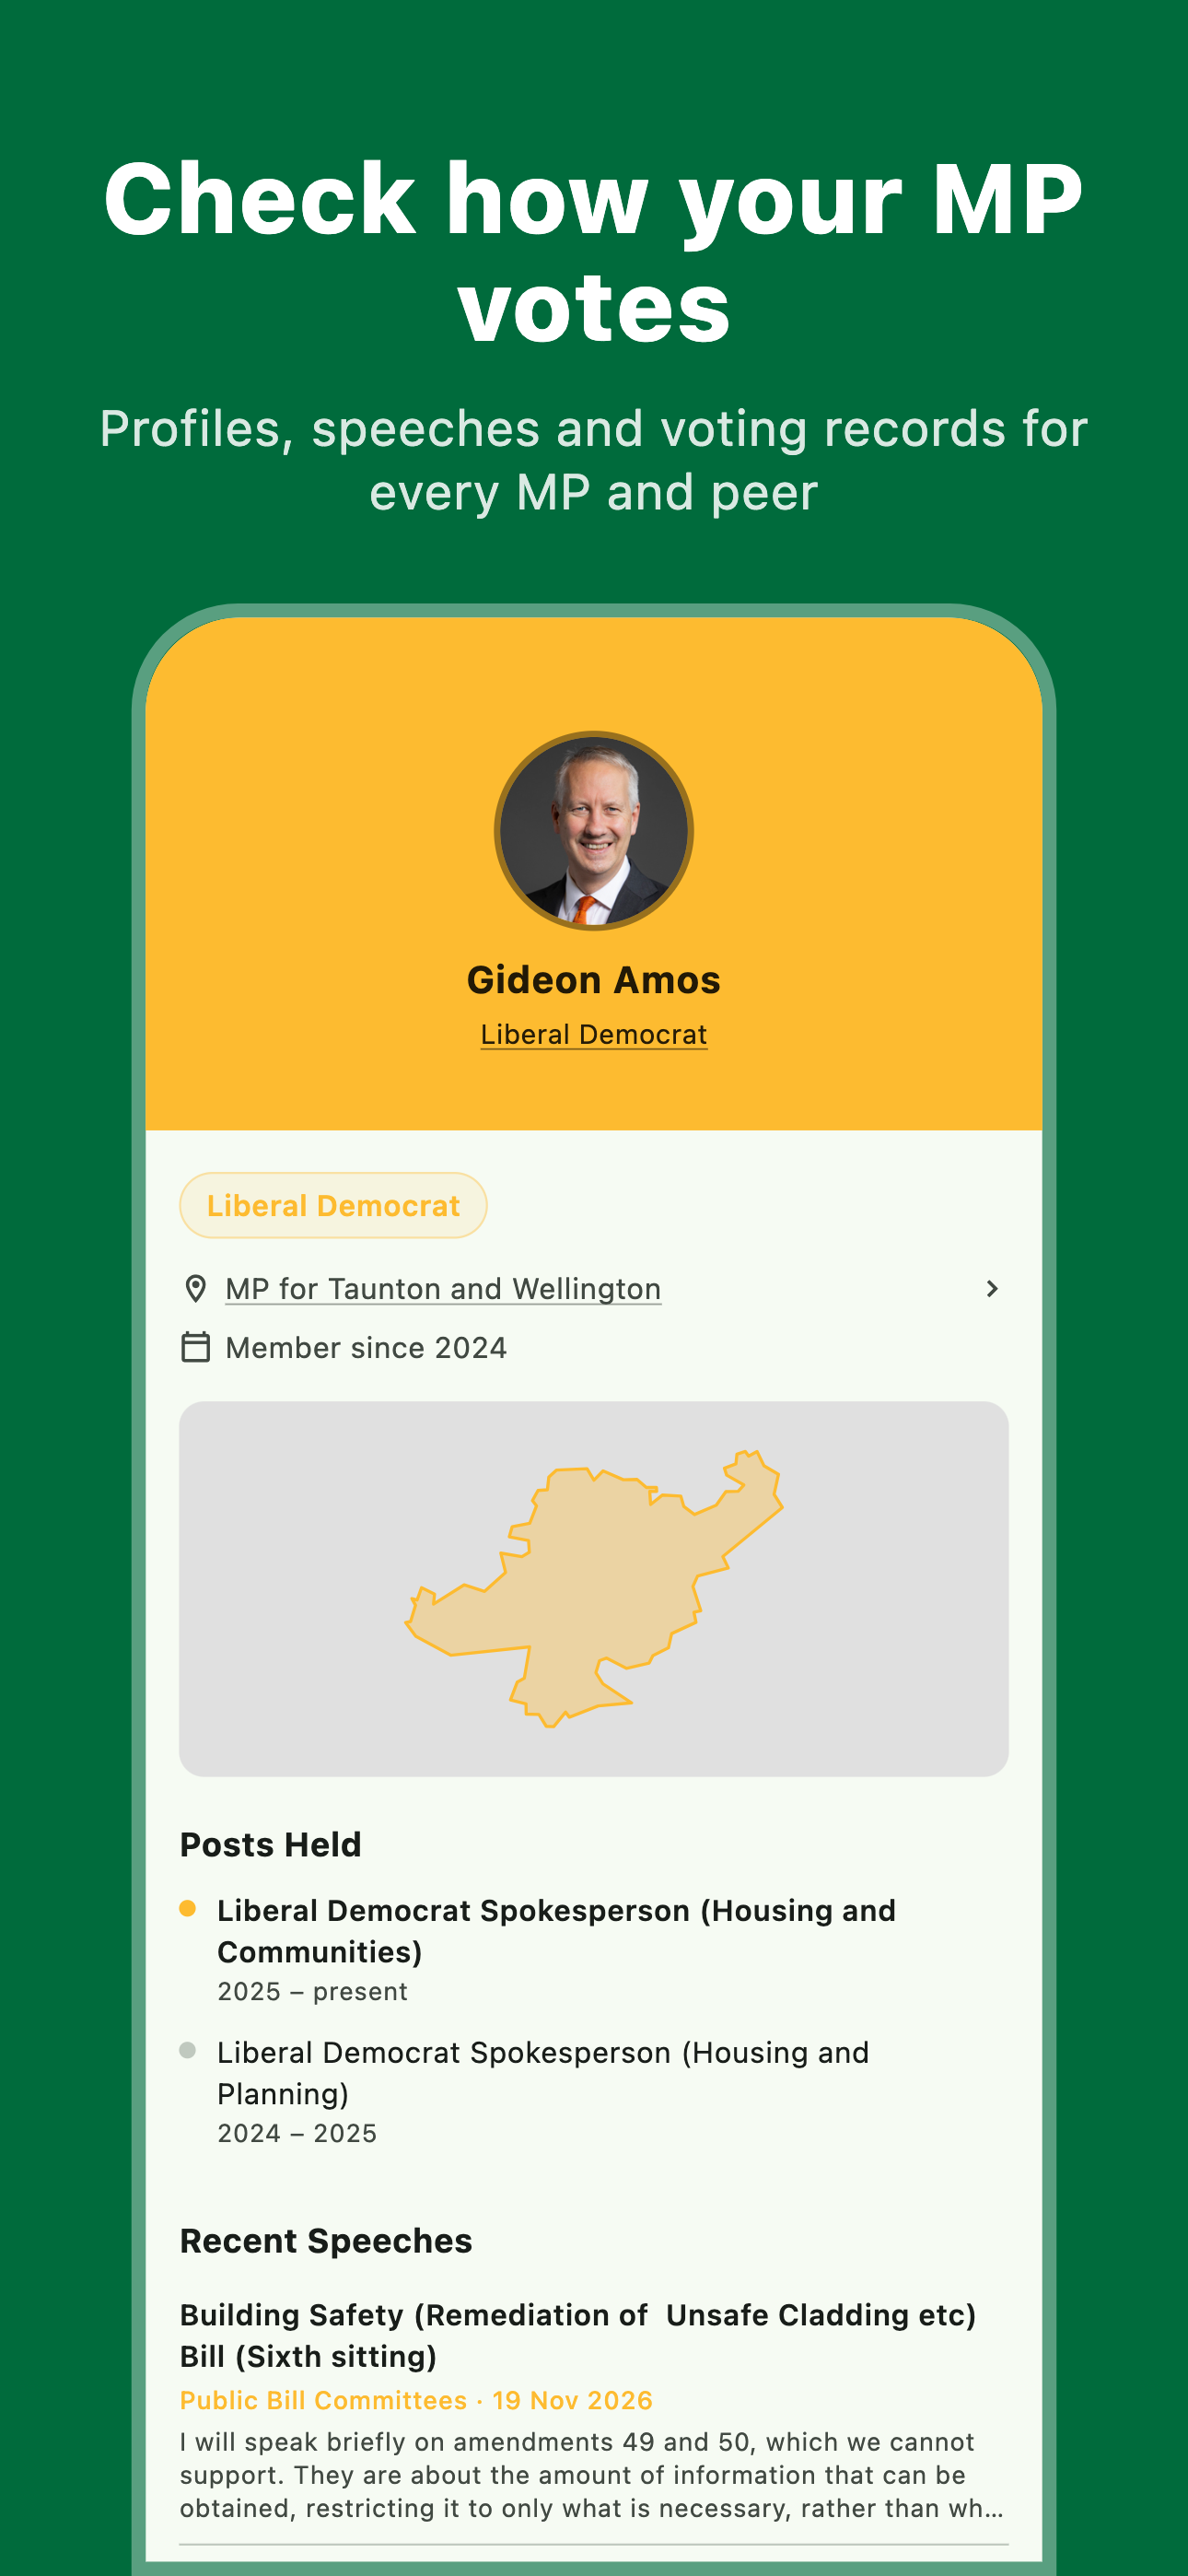 Check how your MP
votes
Profiles, speeches and voting records for
every MP and peer
Gideon Amos
Liberal Democrat
Liberal Democrat
MP for Taunton and Wellington
Member since 2024
Posts Held
Liberal Democrat Spokesperson (Housing and
Communities)
2025 – present
Liberal Democrat Spokesperson (Housing and
Planning)
2024 – 2025
Recent Speeches
Building Safety (Remediation of  Unsafe Cladding etc)
Bill (Sixth sitting)
Public Bill Committees · 19 Nov 2026
I will speak briefly on amendments 49 and 50, which we cannot
support. They are about the amount of information that can be
obtained, restricting it to only what is necessary, rather than wh…